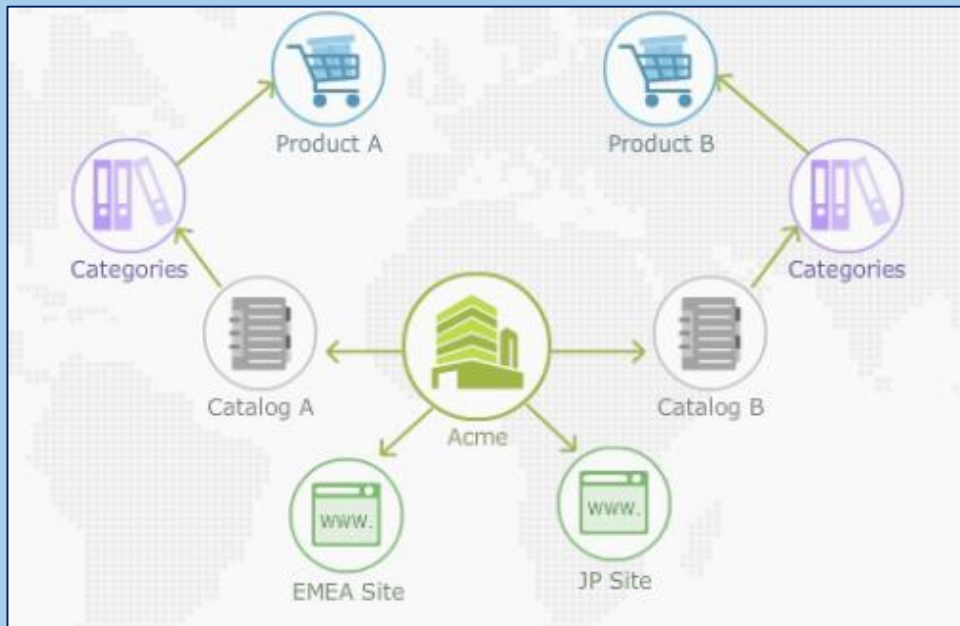 Product A
Product B
Categories
Categories
Catalog A
Catalog B
Acme
www.
www.
EMEA Site
JP Site